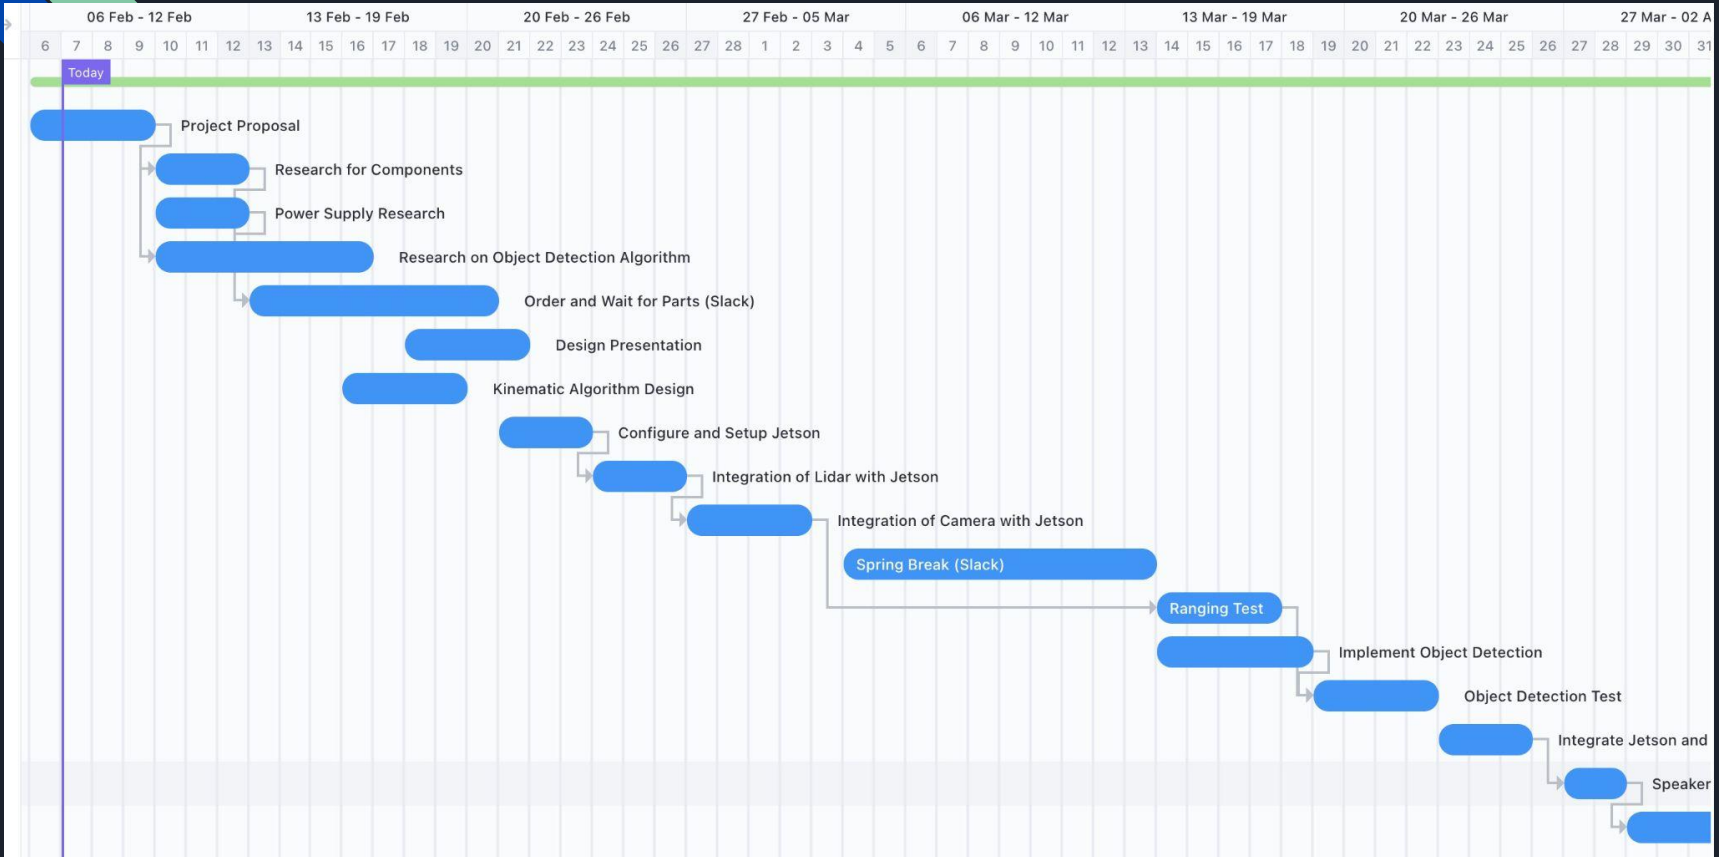 06 Feb - 12 Feb 13 Feb - 19 Feb 20 Feb - 26 Feb 27 Feb - 05 Mar 06 Mar - 12 Mar 13 Mar - 19 Mar 20 Mar - 26 Mar 27 Mar - 02 A
6 7 8 9 10 11 12 13 14 15 16 17 18 19 20 21 22 23 24 25 26 27 28 1 2 3 4 5 6 7 8 9 10 11 12 13 14 15 16 17 18 19 20 21 22 23 24 25 26 27 28 29 30 31
Today
Project Proposal
Research for Components
Power Supply Research
Research on Object Detection Algorithm
Order and Wait for Parts (Slack)
Design Presentation
Kinematic Algorithm Design
Configure and Setup Jetson
Integration of Lidar with Jetson
Integration of Camera with Jetson
Spring Break (Slack)
Ranging Test
Implement Object Detection
Object Detection Test
Integrate Jetson and
Speaker